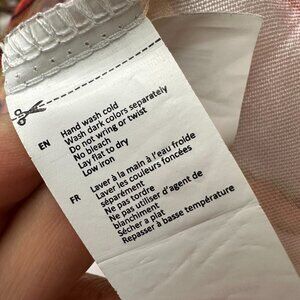 EN
Hand wash cold
Wash dark colors separately
Do not wring or twist
No bleach
Lay flat to dry
Low iron
FR
Laver à la main à l'eau froide
Laver les couleurs foncées
séparément
Ne pas tordre
Ne pas utiliser d'agent de
blanchiment
Sécher a plat
Repasser à basse température